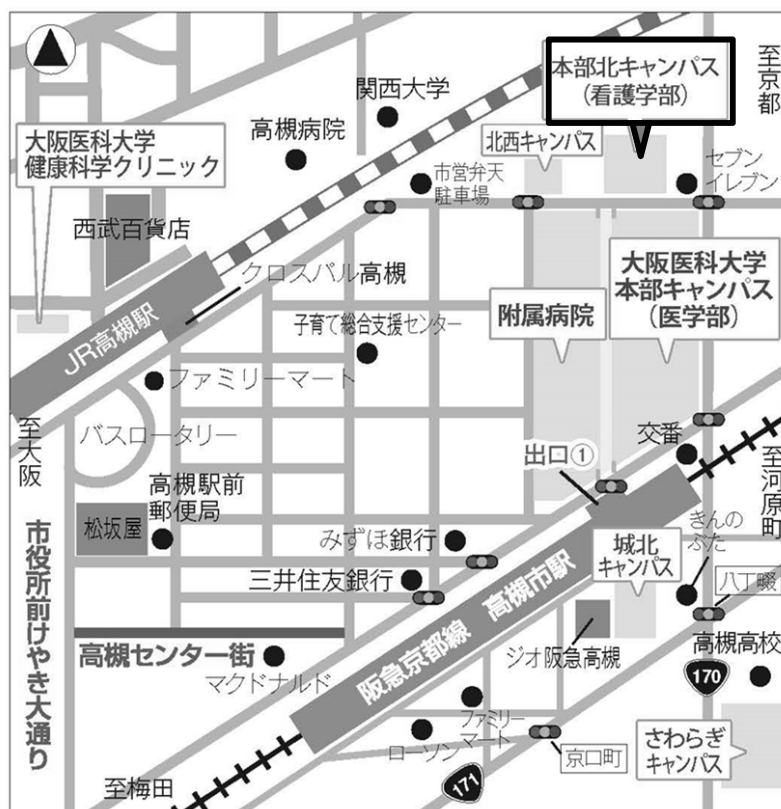 本部北キャンパス
（看護学部）
至京都
関西大学
高槻病院
大阪医科大学
健康科学クリニック
北西キャンパス
市営弁天
駐車場
セブン
イレブン
西武百貨店
クロスパル高槻
大阪医科大学
本部キャンパス
（医学部）
附属病院
JR高槻駅
子育て総合支援センター
ファミリーマート
至大阪
バスロータリー
出口①
交番
至河原町
高槻駅前
郵便局
松坂屋
みずほ銀行
きんの
ぶた
城北
キャンパス
三井住友銀行
八丁畷
市役所前けやき大通り
高槻センター街
マクドナルド
阪急京都線 高槻市駅
ジオ阪急高槻
高槻高校
170
ファミリー
マート
ローソン
さわらぎ
キャンパス
京口町
至梅田
171